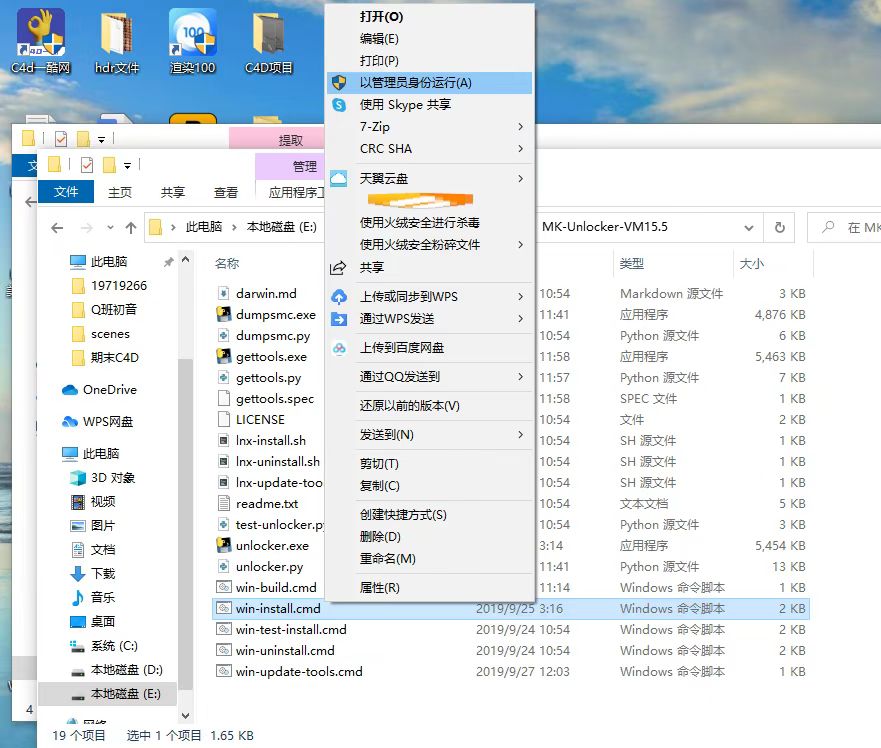 C4d一酷网
hdr文件
渲染100
C4D项目
提取
管理
文件
主页
共享
查看
应用程序工
此电脑
本地磁盘 (E:)
MK-Unlocker-VM15.5
在 MK
打开(O)
编辑(E)
打印(P)
以管理员身份运行(A)
使用 Skype 共享
7-Zip
CRC SHA
天翼云盘
使用火绒安全进行杀毒
使用火绒安全粉碎文件
共享
上传或同步到WPS
通过WPS发送
上传到百度网盘
通过QQ发送到
还原以前的版本(V)
发送到(N)
剪切(T)
复制(C)
创建快捷方式(S)
删除(D)
重命名(M)
属性(R)
此电脑
19719266
Q班初音
scenes
期末C4D
OneDrive
WPS网盘
此电脑
3D 对象
视频
图片
文档
下载
音乐
桌面
系统 (C:)
本地磁盘 (D:)
本地磁盘 (E:)
网络
名称 类型 大小
darwin.md 10:54 Markdown 源文件 3 KB
dumpsmc.exe 11:41 应用程序 4,876 KB
dumpsmc.py 10:54 Python 源文件 6 KB
gettools.exe 11:58 应用程序 5,463 KB
gettools.py 11:57 Python 源文件 7 KB
gettools.spec 11:58 SPEC 文件 1 KB
LICENSE 10:54 文件 2 KB
lnx-install.sh 10:54 SH 源文件 1 KB
lnx-uninstall.sh 10:54 SH 源文件 1 KB
lnx-update-too 10:54 SH 源文件 1 KB
readme.txt 10:54 文本文档 5 KB
test-unlocker.py 10:54 Python 源文件 3 KB
unlocker.exe 3:14 应用程序 5,454 KB
unlocker.py 11:41 Python 源文件 13 KB
win-build.cmd 11:14 Windows 命令脚本 1 KB
win-install.cmd 2019/9/25 3:16 Windows 命令脚本 2 KB
win-test-install.cmd 2019/9/24 10:54 Windows 命令脚本 2 KB
win-uninstall.cmd 2019/9/24 10:54 Windows 命令脚本 2 KB
win-update-tools.cmd 2019/9/27 12:03 Windows 命令脚本 1 KB
4
19 个项目 选中 1 个项目 1.65 KB